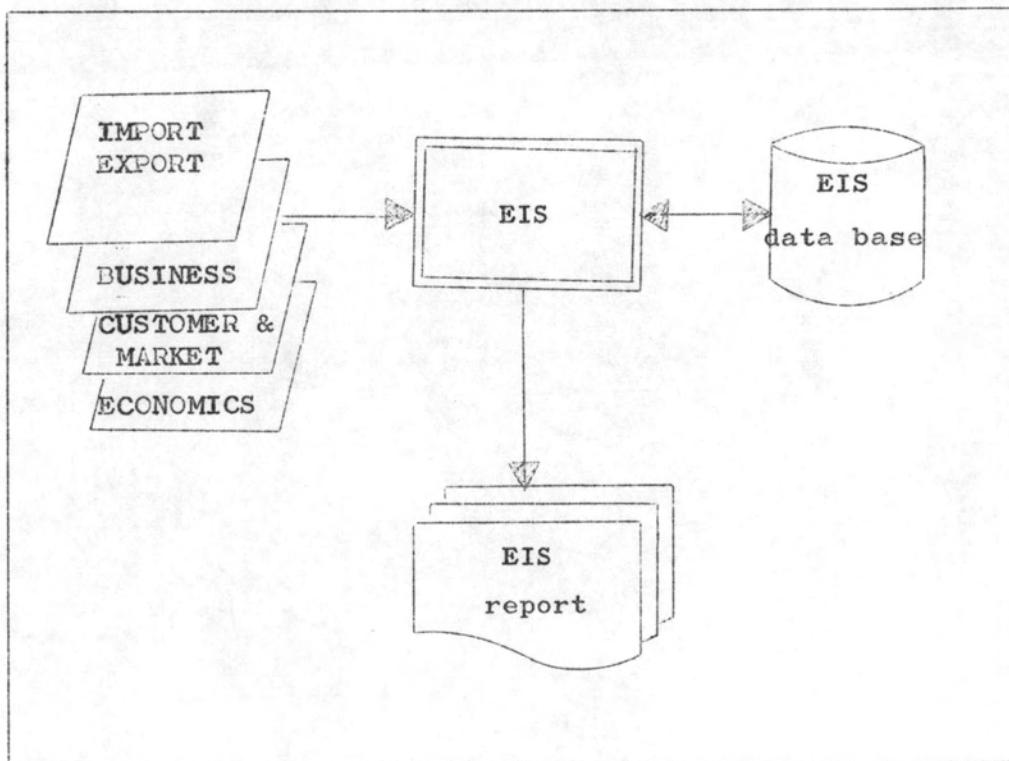 IMPORT
EXPORT
BUSINESS
CUSTOMER &
MARKET
ECONOMICS
EIS
EIS
data base
EIS
report